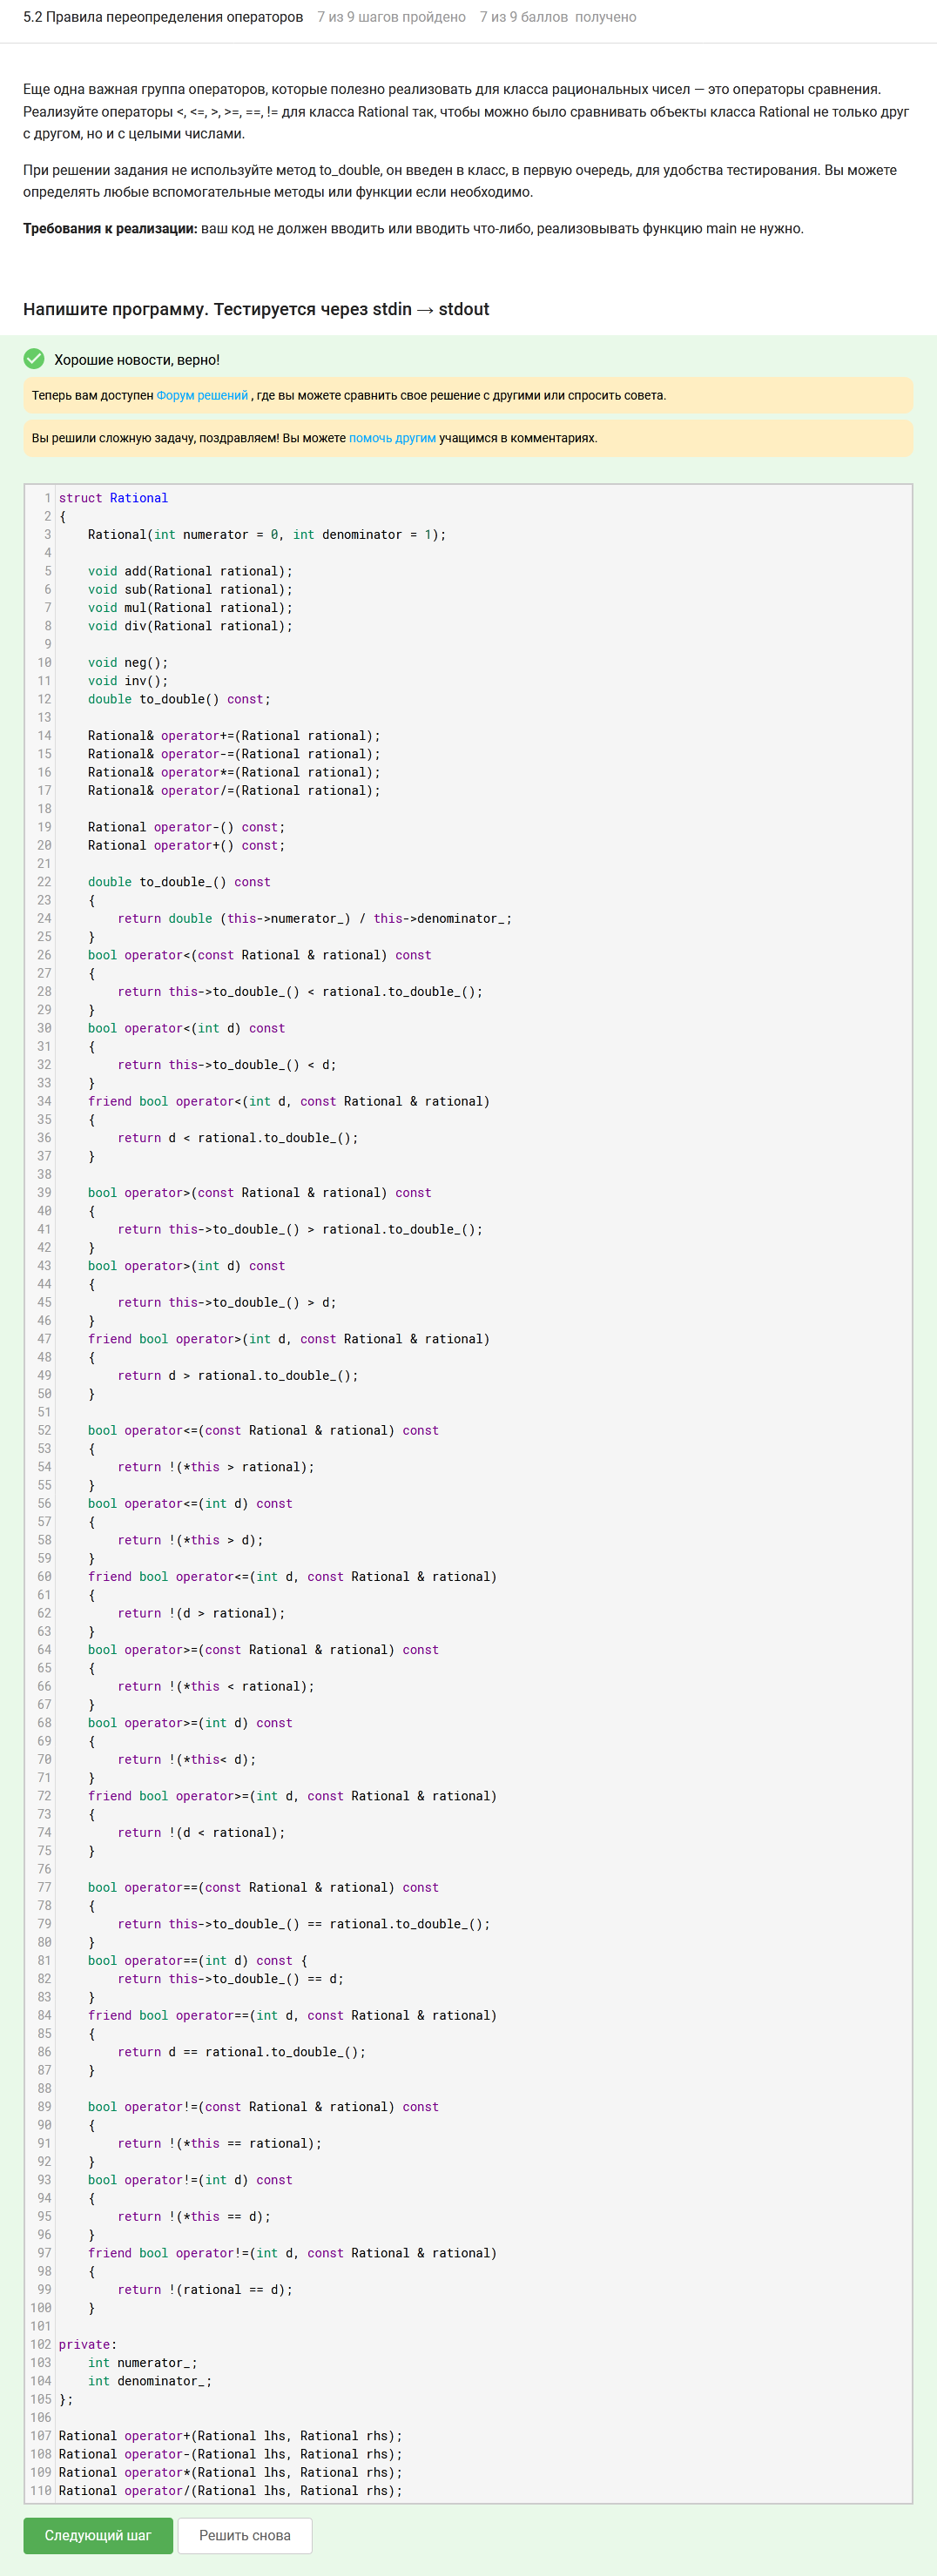 5.2 Правила переопределения операторов 7 из 9 шагов пройдено 7 из 9 баллов получено
Еще одна важная группа операторов, которые полезно реализовать для класса рациональных чисел — это операторы сравнения.
Реализуйте операторы <, <=, >, >=, ==, != для класса Rational так, чтобы можно было сравнивать объекты класса Rational не только друг
с другом, но и с целыми числами.
При решении задания не используйте метод to_double, он введен в класс, в первую очередь, для удобства тестирования. Вы можете
определять любые вспомогательные методы или функции если необходимо.
Требования к реализации: ваш код не должен вводить или вводить что-либо, реализовывать функцию main не нужно.
Напишите программу. Тестируется через stdin → stdout
Хорошие новости, верно!
Теперь вам доступен Форум решений , где вы можете сравнить свое решение с другими или спросить совета.
Вы решили сложную задачу, поздравляем! Вы можете помочь другим учащимся в комментариях.
1 struct Rational
2 {
3     Rational(int numerator = 0, int denominator = 1);
4
5     void add(Rational rational);
6     void sub(Rational rational);
7     void mul(Rational rational);
8     void div(Rational rational);
9
10     void neg();
11     void inv();
12     double to_double() const;
13
14     Rational& operator+=(Rational rational);
15     Rational& operator-=(Rational rational);
16     Rational& operator*=(Rational rational);
17     Rational& operator/=(Rational rational);
18
19     Rational operator-() const;
20     Rational operator+() const;
21
22     double to_double_() const
23     {
24         return double (this->numerator_) / this->denominator_;
25     }
26     bool operator<(const Rational & rational) const
27     {
28         return this->to_double_() < rational.to_double_();
29     }
30     bool operator<(int d) const
31     {
32         return this->to_double_() < d;
33     }
34     friend bool operator<(int d, const Rational & rational)
35     {
36         return d < rational.to_double_();
37     }
38
39     bool operator>(const Rational & rational) const
40     {
41         return this->to_double_() > rational.to_double_();
42     }
43     bool operator>(int d) const
44     {
45         return this->to_double_() > d;
46     }
47     friend bool operator>(int d, const Rational & rational)
48     {
49         return d > rational.to_double_();
50     }
51
52     bool operator<=(const Rational & rational) const
53     {
54         return !(*this > rational);
55     }
56     bool operator<=(int d) const
57     {
58         return !(*this > d);
59     }
60     friend bool operator<=(int d, const Rational & rational)
61     {
62         return !(d > rational);
63     }
64     bool operator>=(const Rational & rational) const
65     {
66         return !(*this < rational);
67     }
68     bool operator>=(int d) const
69     {
70         return !(*this< d);
71     }
72     friend bool operator>=(int d, const Rational & rational)
73     {
74         return !(d < rational);
75     }
76
77     bool operator==(const Rational & rational) const
78     {
79         return this->to_double_() == rational.to_double_();
80     }
81     bool operator==(int d) const {
82         return this->to_double_() == d;
83     }
84     friend bool operator==(int d, const Rational & rational)
85     {
86         return d == rational.to_double_();
87     }
88
89     bool operator!=(const Rational & rational) const
90     {
91         return !(*this == rational);
92     }
93     bool operator!=(int d) const
94     {
95         return !(*this == d);
96     }
97     friend bool operator!=(int d, const Rational & rational)
98     {
99         return !(rational == d);
100     }
101
102 private:
103     int numerator_;
104     int denominator_;
105 };
106
107 Rational operator+(Rational lhs, Rational rhs);
108 Rational operator-(Rational lhs, Rational rhs);
109 Rational operator*(Rational lhs, Rational rhs);
110 Rational operator/(Rational lhs, Rational rhs);
Следующий шаг Решить снова